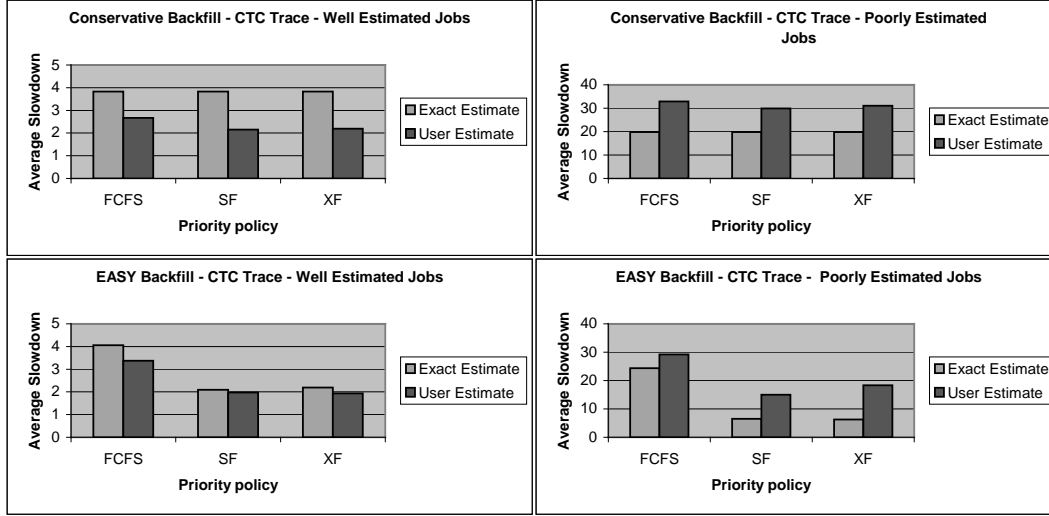 Conservative Backfill - CTC Trace - Well Estimated Jobs
5
4
3
2
1
0
Average Slowdown
FCFS SF XF
Priority policy
Exact Estimate
User Estimate
Conservative Backfill - CTC Trace - Poorly Estimated
Jobs
40
30
20
10
0
Average Slowdown
FCFS SF XF
Priority policy
Exact Estimate
User Estimate
EASY Backfill - CTC Trace - Well Estimated Jobs
5
4
3
2
1
0
Average Slowdown
FCFS SF XF
Priority policy
Exact Estimate
User Estimate
EASY Backfill - CTC Trace - Poorly Estimated Jobs
40
30
20
10
0
Average Slowdown
FCFS SF XF
Priority policy
Exact Estimate
User Estimate